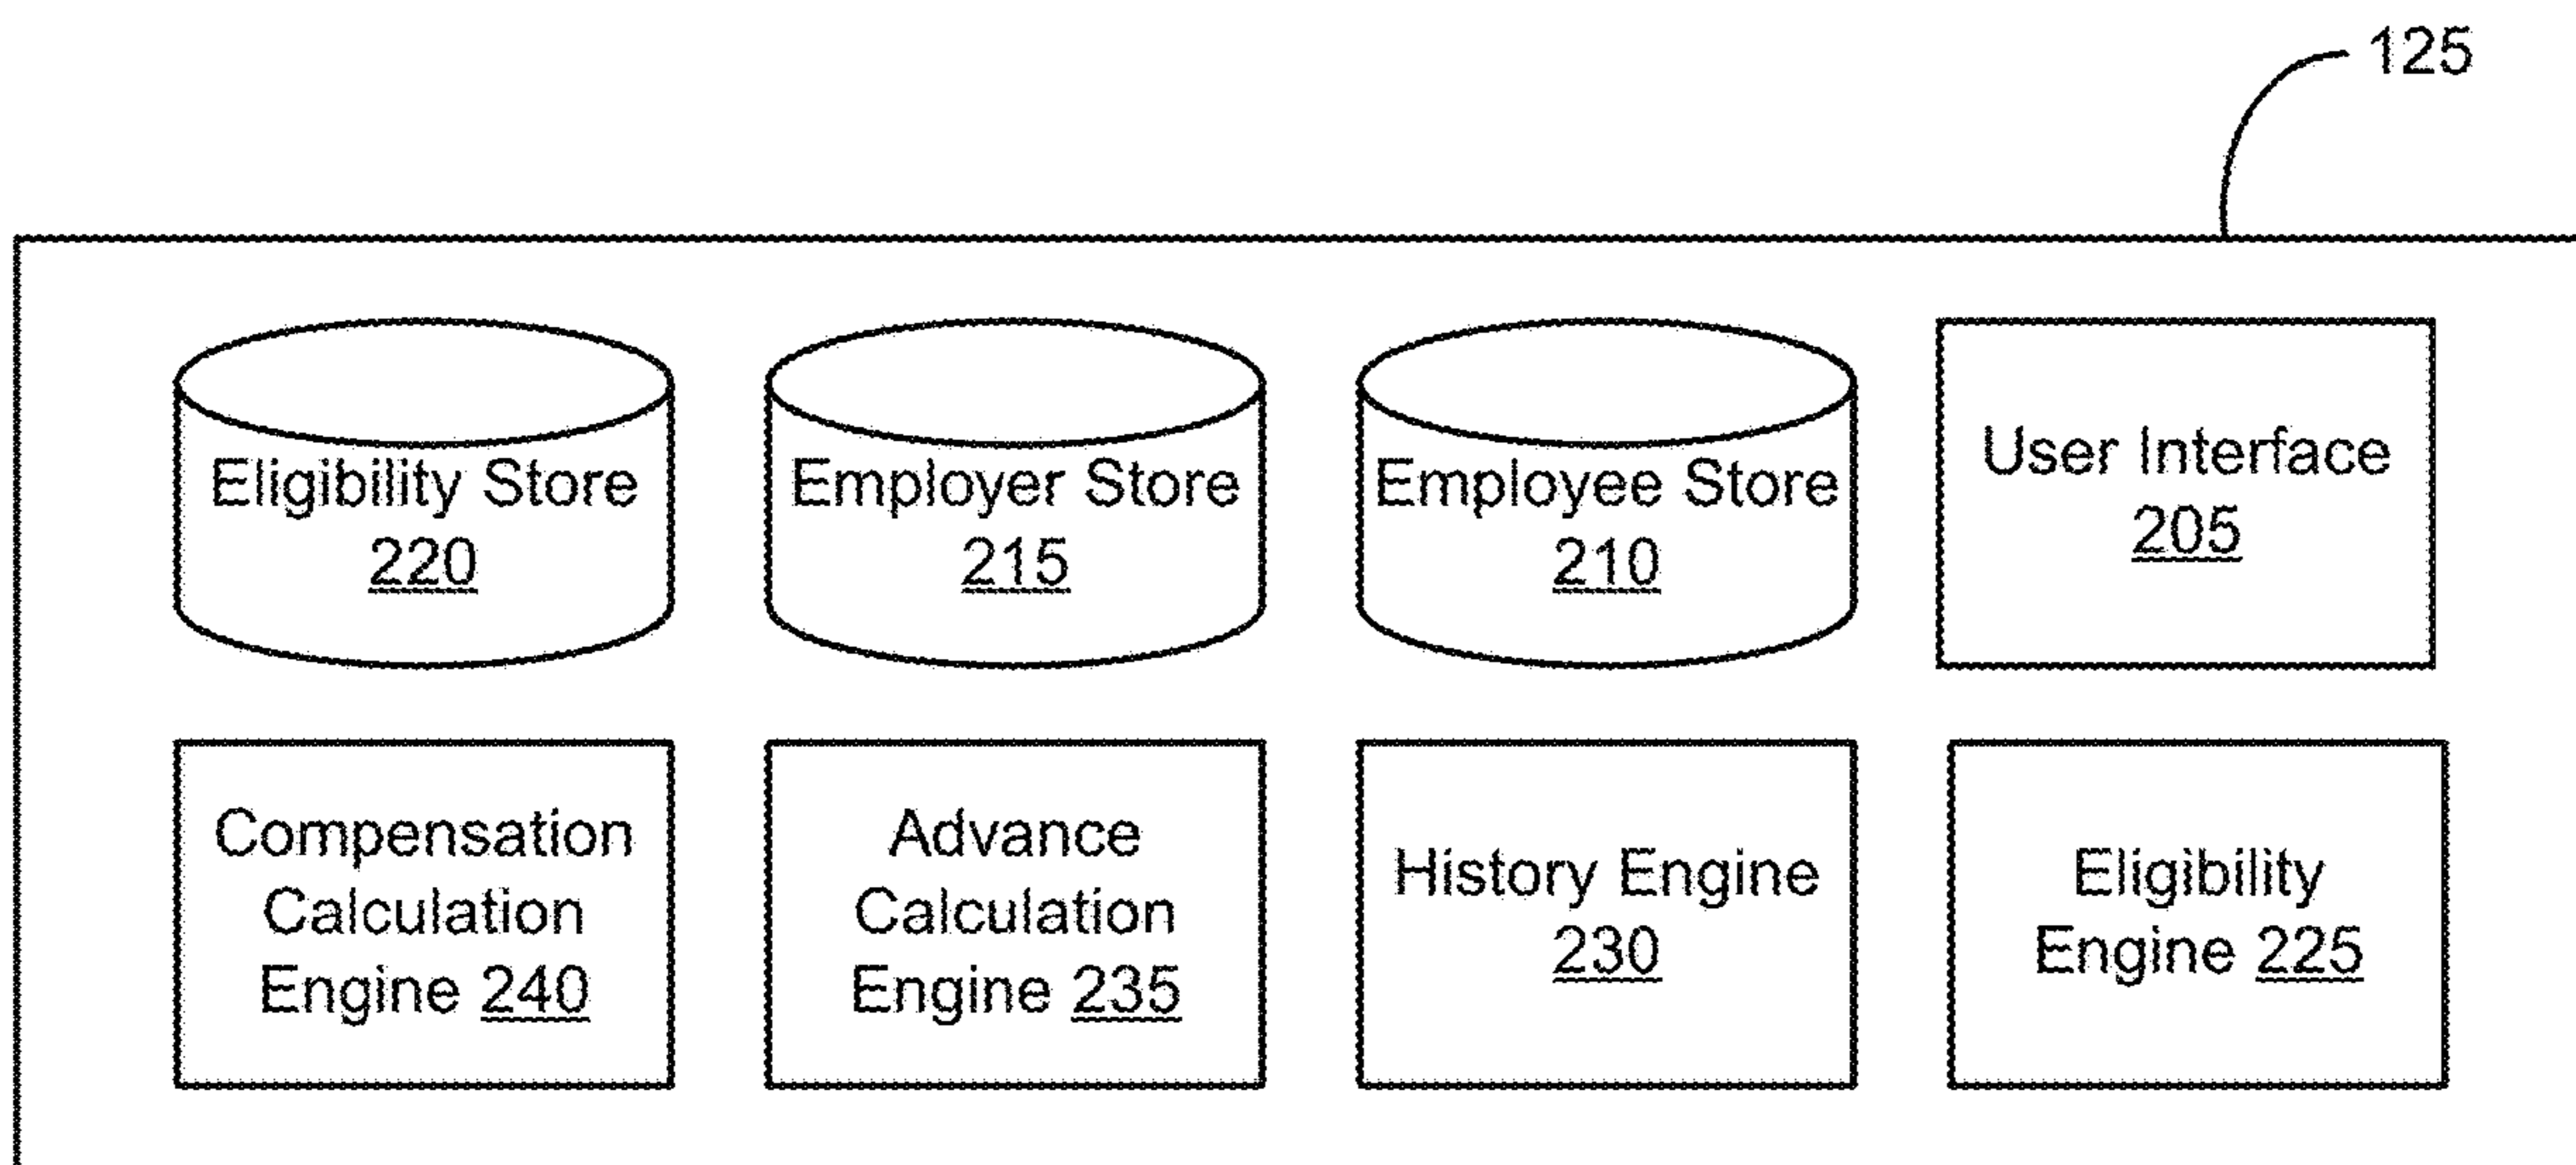 125
Eligibility Store
220
Employer Store
215
Employee Store
210
User Interface
205
Compensation
Calculation
Engine 240
Advance
Calculation
Engine 235
History Engine
230
Eligibility
Engine 225